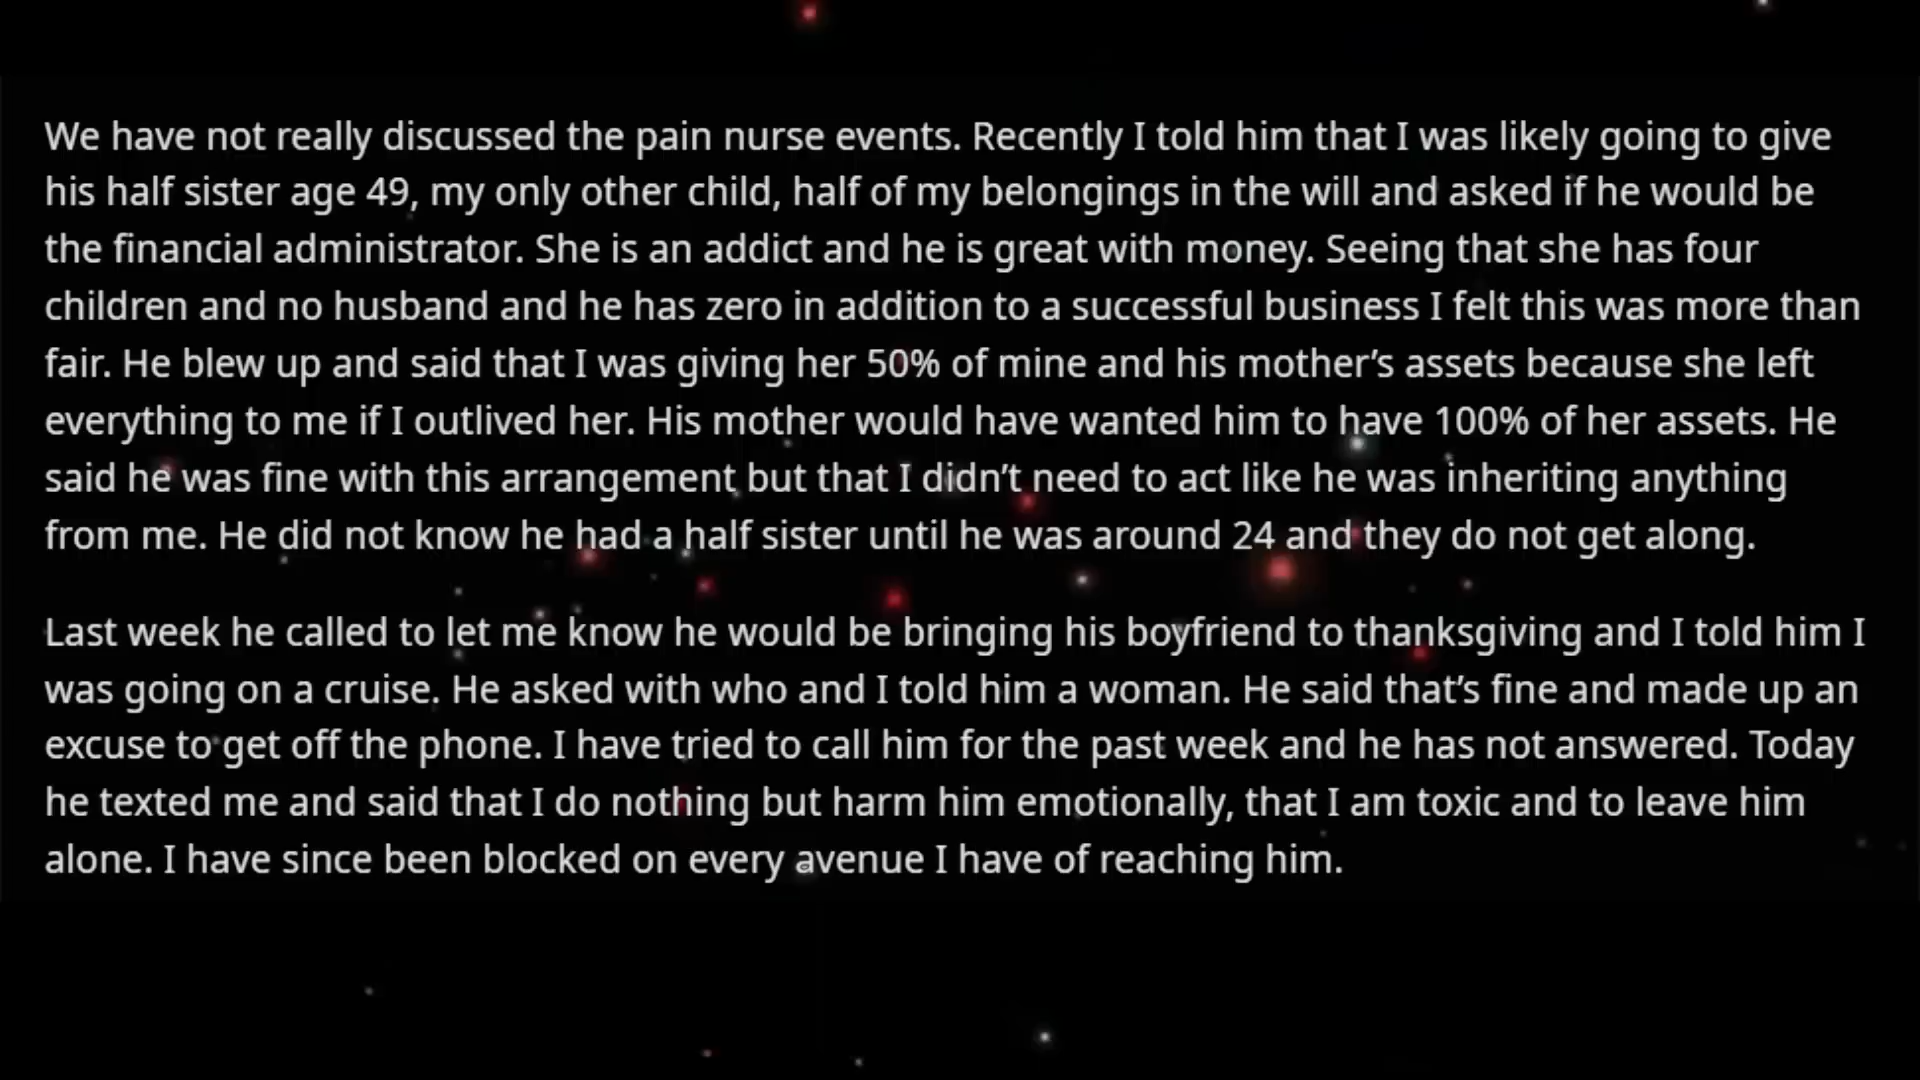 We have not really discussed the pain nurse events. Recently I told him that I was likely going to give
his half sister age 49, my only other child, half of my belongings in the will and asked if he would be
the financial administrator. She is an addict and he is great with money. Seeing that she has four
children and no husband and he has zero in addition to a successful business I felt this was more than
fair. He blew up and said that I was giving her 50% of mine and his mother’s assets because she left
everything to me if I outlived her. His mother would have wanted him to have 100% of her assets. He
said he was fine with this arrangement but that I didn’t need to act like he was inheriting anything
from me. He did not know he had a half sister until he was around 24 and they do not get along.
Last week he called to let me know he would be bringing his boyfriend to thanksgiving and I told him I
was going on a cruise. He asked with who and I told him a woman. He said that’s fine and made up an
excuse to get off the phone. I have tried to call him for the past week and he has not answered. Today
he texted me and said that I do nothing but harm him emotionally, that I am toxic and to leave him
alone. I have since been blocked on every avenue I have of reaching him.